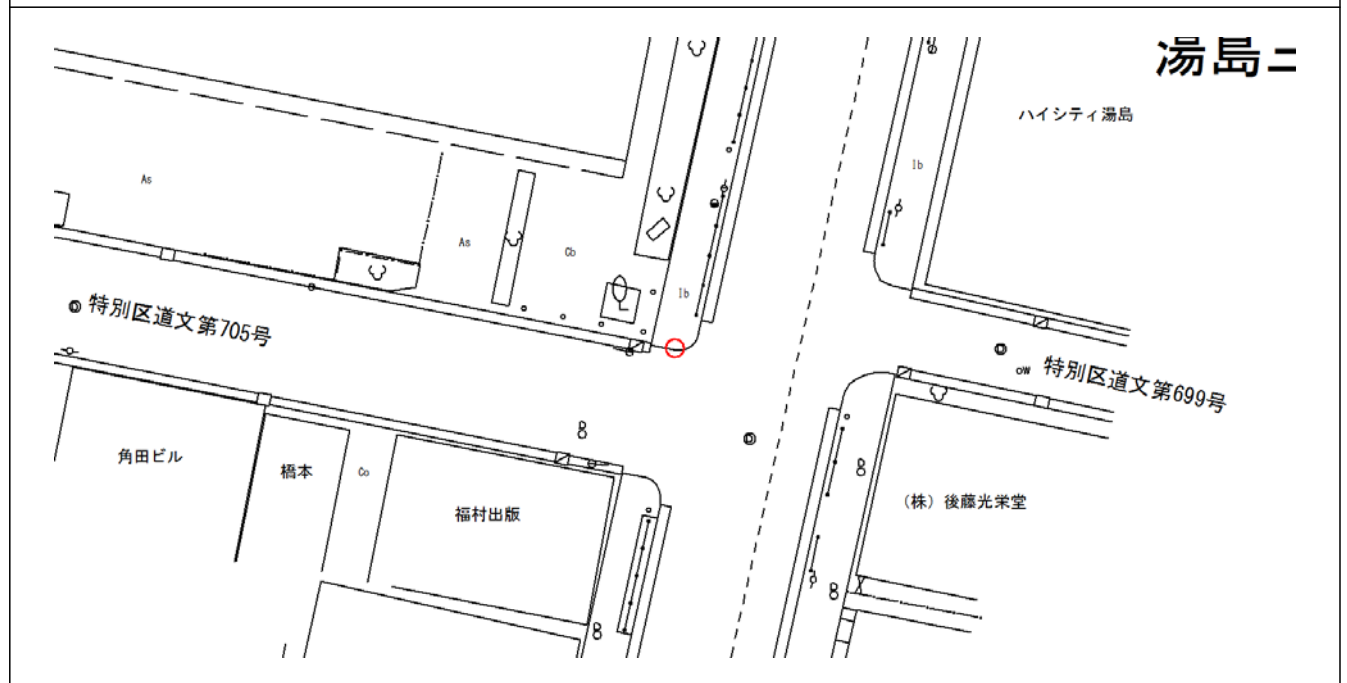 湯島ニ
ハイシティ湯島
Ib
As
As
Cb
Ib
特別区道文第705号
特別区道文第699号
oW
角田ビル
橋本
Co
福村出版
(株)後藤光栄堂